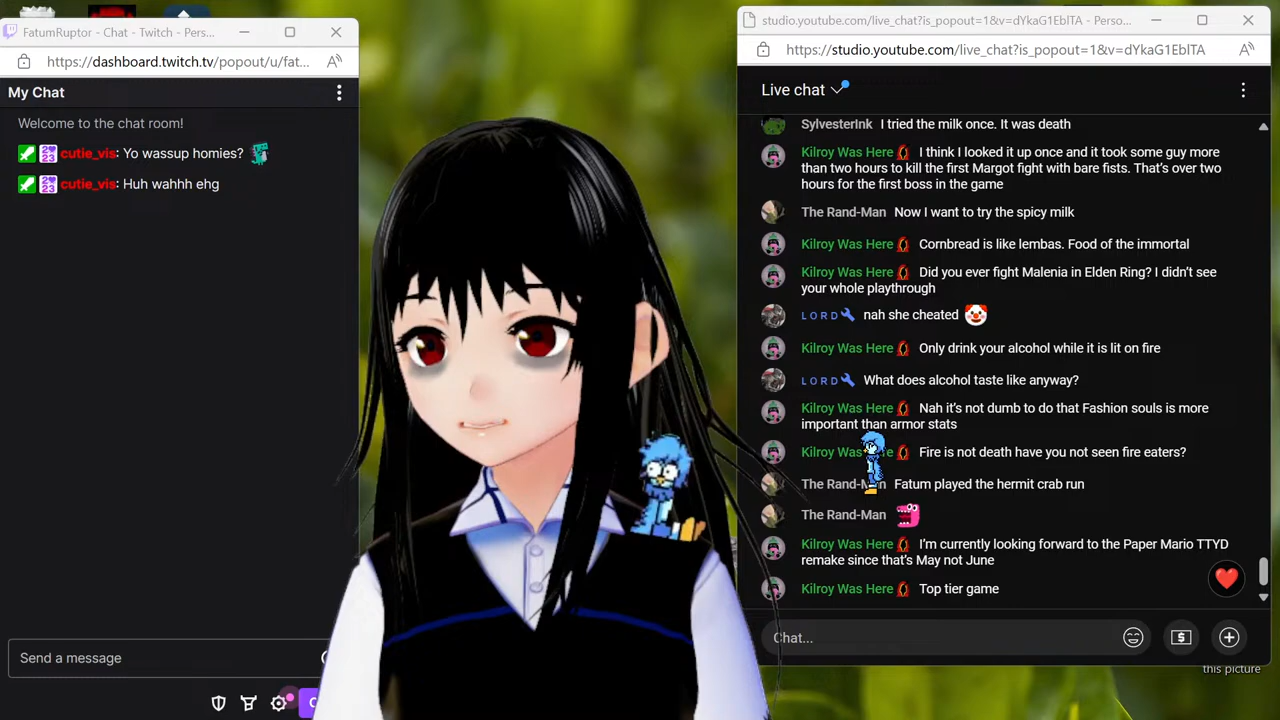 FatumRuptor - Chat - Twitch - Pers...
https://dashboard.twitch.tv/popout/u/fat...
My Chat
Welcome to the chat room!
cutie_vis: Yo wassup homies?
cutie_vis: Huh wahhh ehg
Send a message
studio.youtube.com/live_chat?is_popout=1&v=dYkaG1EblTA - Perso...
https://studio.youtube.com/live_chat?is_popout=1&v=dYkaG1EblTA
Live chat
SylvesterInk I tried the milk once. It was death
Kilroy Was Here I think I looked it up once and it took some guy more
than two hours to kill the first Margot fight with bare fists. That's over two
hours for the first boss in the game
The Rand-Man Now I want to try the spicy milk
Kilroy Was Here Cornbread is like lembas. Food of the immortal
Kilroy Was Here Did you ever fight Malenia in Elden Ring? I didn't see
your whole playthrough
L O R D nah she cheated
Kilroy Was Here Only drink your alcohol while it is lit on fire
L O R D What does alcohol taste like anyway?
Kilroy Was Here Nah it's not dumb to do that Fashion souls is more
important than armor stats
Kilroy Was Here Fire is not death have you not seen fire eaters?
The Rand-Man Fatum played the hermit crab run
The Rand-Man
Kilroy Was Here I'm currently looking forward to the Paper Mario TTYD
remake since that's May not June
Kilroy Was Here Top tier game
Chat...
this picture